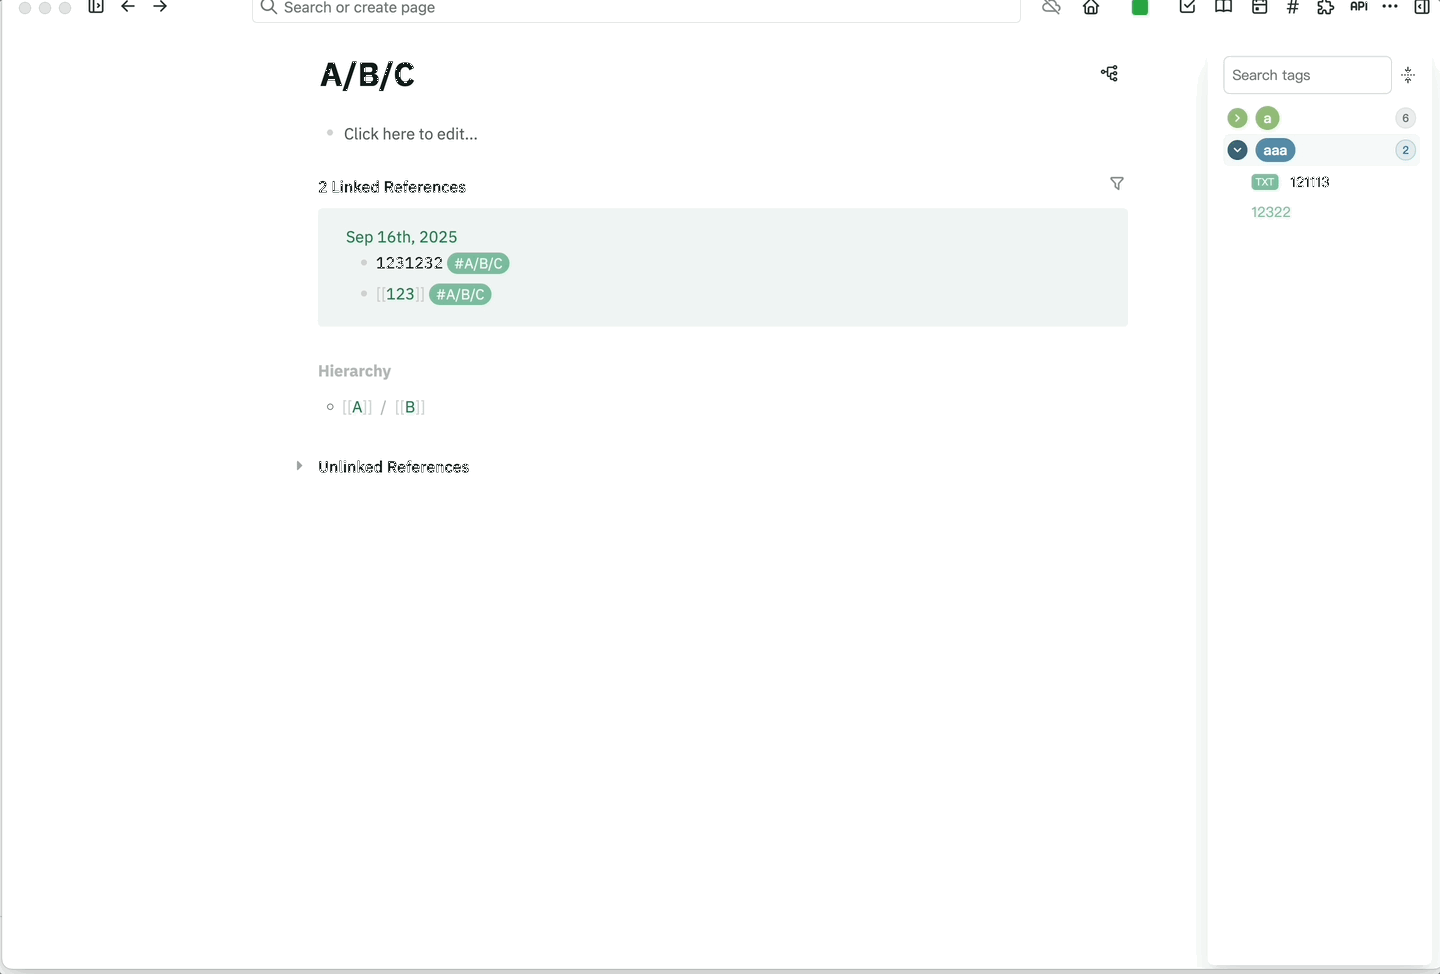 Search or create page
API
A/B/C
Click here to edit...
2 Linked References
Sep 16th, 2025
1231232 #A/B/C
[[123]] #A/B/C
Hierarchy
[[A]] / [[B]]
Unlinked References
Search tags
a 6
aaa 2
TXT
12322